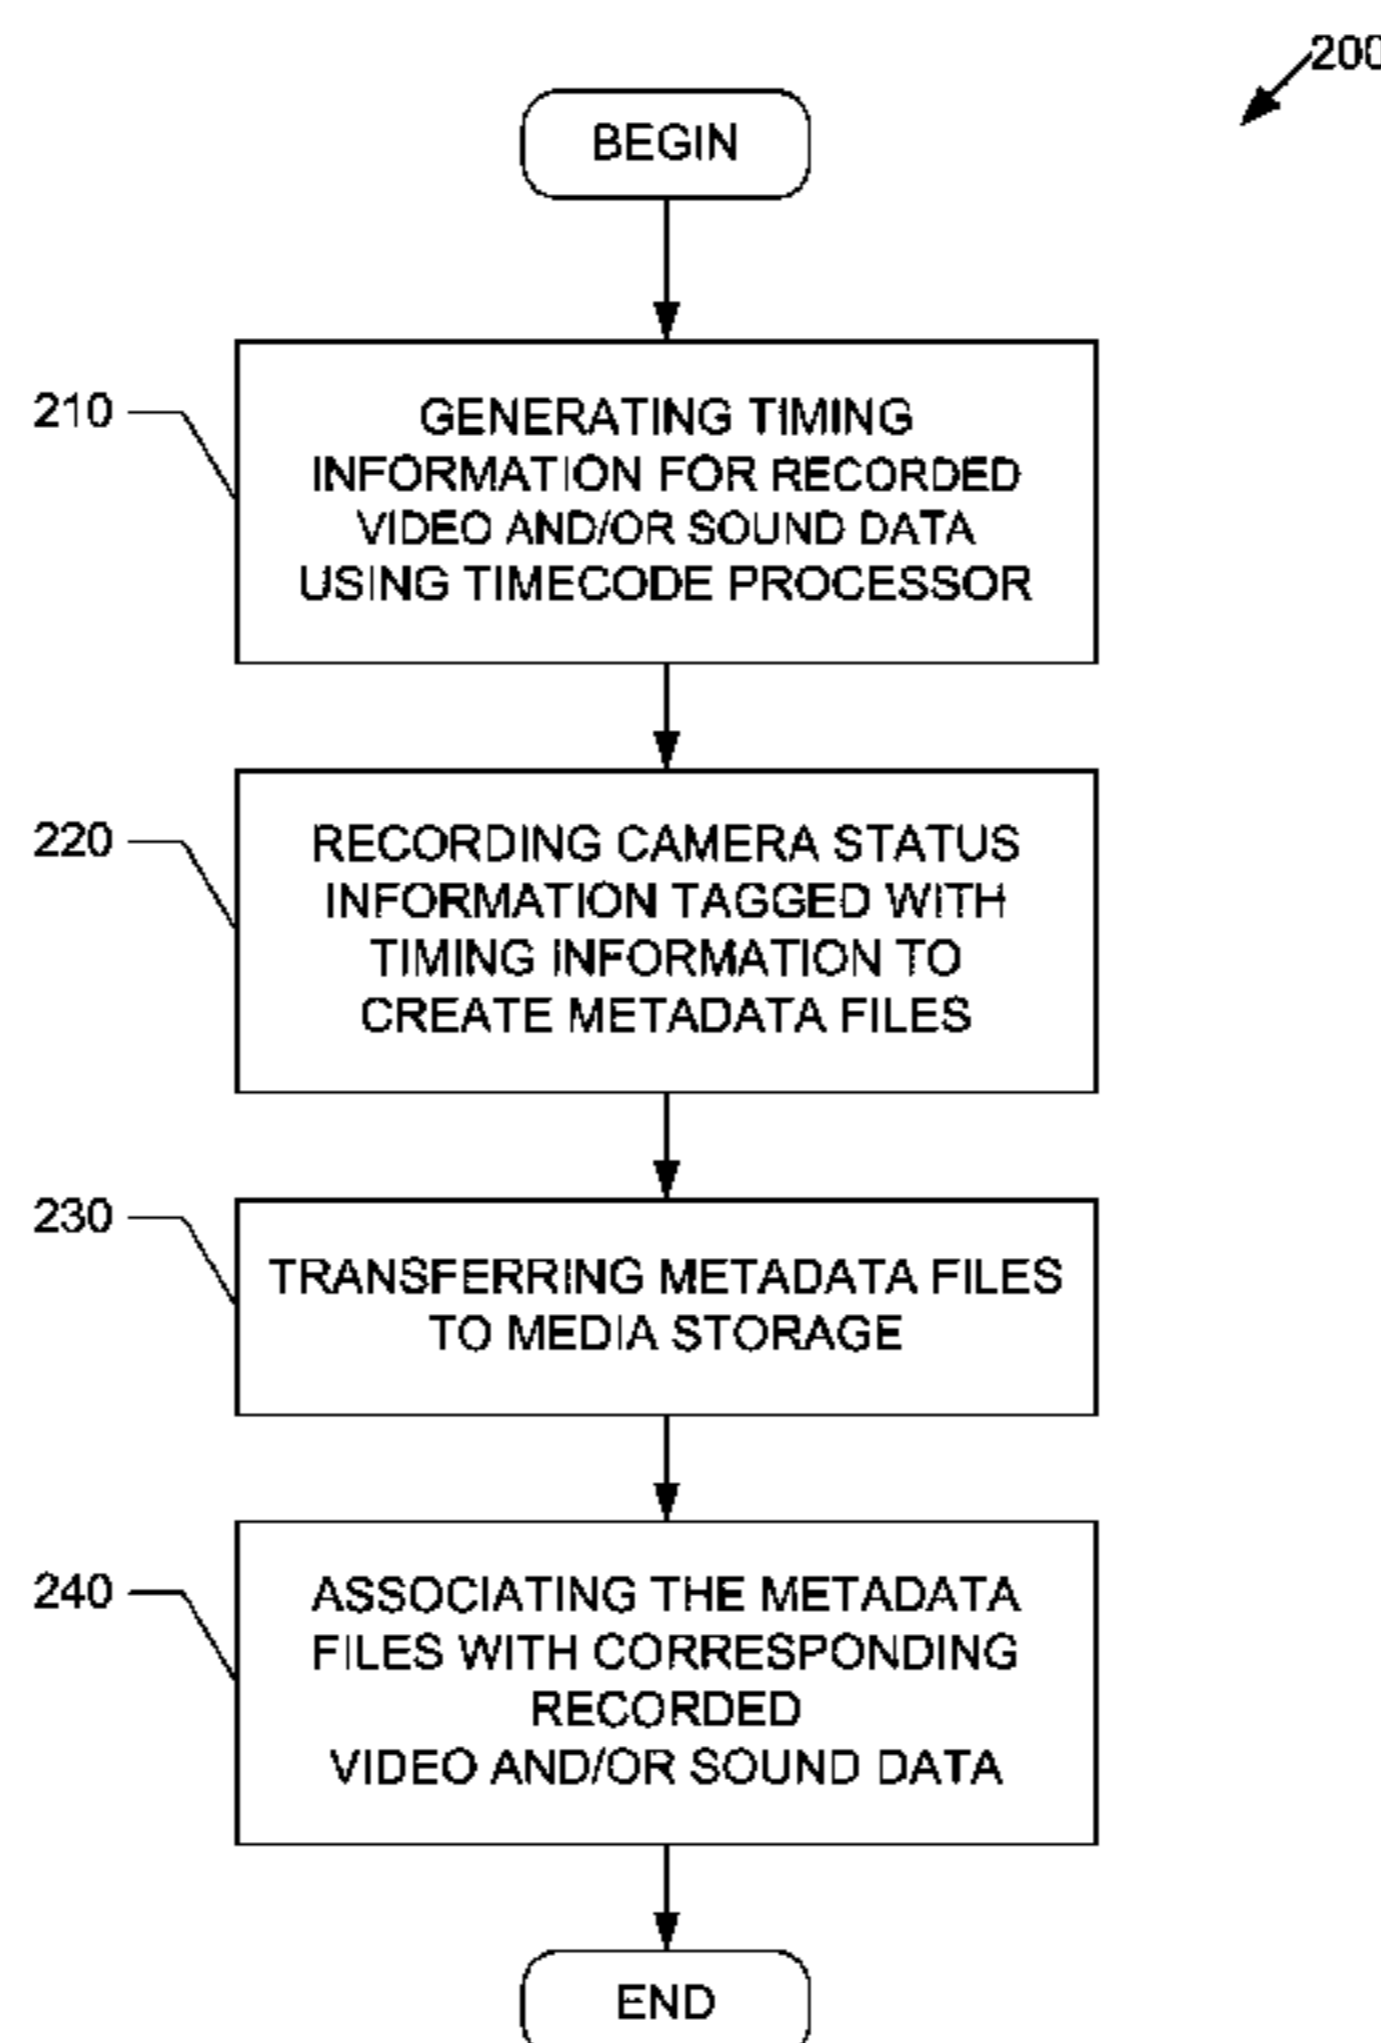 200
BEGIN
210
GENERATING TIMING
INFORMATION FOR RECORDED
VIDEO AND/OR SOUND DATA
USING TIMECODE PROCESSOR
220
RECORDING CAMERA STATUS
INFORMATION TAGGED WITH
TIMING INFORMATION TO
CREATE METADATA FILES
230
TRANSFERRING METADATA FILES
TO MEDIA STORAGE
240
ASSOCIATING THE METADATA
FILES WITH CORRESPONDING
RECORDED
VIDEO AND/OR SOUND DATA
END